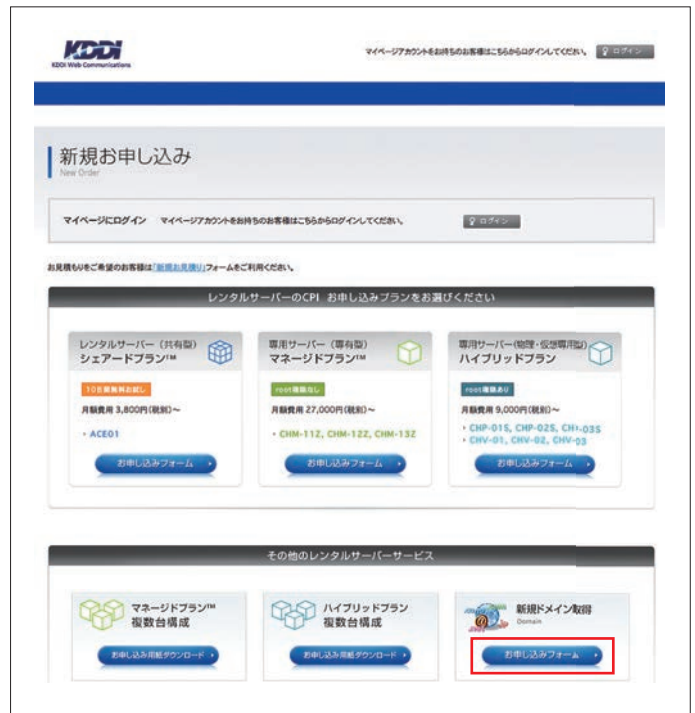 KDDI
KDDI Web Communications
マイページアカウントをお持ちのお客様はこちらからログインしてください。
ログイン
新規お申し込み
New Order
マイページにログイン マイページアカウントをお持ちのお客様はこちらからログインしてください。
ログイン
お見積もりをご希望のお客様は「新規お見積り」フォームをご利用ください。
レンタルサーバーのCPI お申し込みプランをお選びください
レンタルサーバー（共有型）
シェアードプラン™
10日間無料お試し
月額費用 3,800円(税別)～
・ACE01
お申し込みフォーム
専用サーバー（専有型）
マネージドプラン™
root権限なし
月額費用 27,000円(税別)～
・CHM-11Z, CHM-12Z, CHM-13Z
お申し込みフォーム
専用サーバー(物理・仮想専用型)
ハイブリッドプラン
root権限あり
月額費用 9,000円(税別)～
・CHP-01S, CHP-02S, CHP-03S
・CHV-01, CHV-02, CHV-03
お申し込みフォーム
その他のレンタルサーバーサービス
マネージドプラン™
複数台構成
お申し込み用紙ダウンロード
ハイブリッドプラン
複数台構成
お申し込み用紙ダウンロード
新規ドメイン取得
Domain
お申し込みフォーム